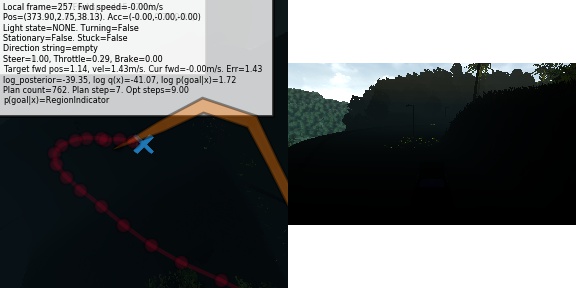 Local frame=257. Fwd speed=-0.00m/s
Pos=(373.90,2.75,38.13). Acc=(-0.00,-0.00,-0.00)
Light state=NONE. Turning=False
Stationary=False. Stuck=False
Direction string=empty
Steer=1.00, Throttle=0.29, Brake=0.00
Target fwd pos=1.14, vel=1.43m/s. Cur fwd=-0.00m/s. Err=1.43
log_posterior=-39.35, log q(x)=-41.07, log p(goal|x)=1.72
Plan count=762. Plan step=7. Opt steps=9.00
p(goal|x)=RegionIndicator